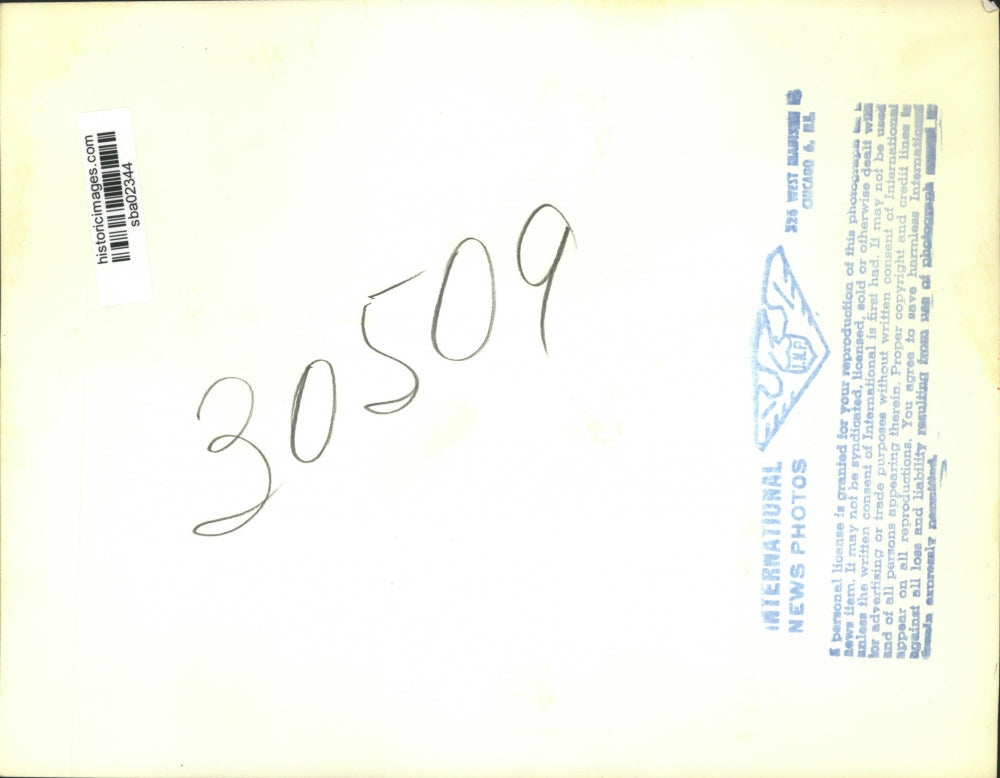 historicimages.com
sba02344
30509
INTERNATIONAL
NEWS PHOTOS
I.N.P.
326 WEST MADISON
CHICAGO 6, ILL.
A personal license is granted for your reproduction of this photograph as a
news item. It may not be syndicated, licensed, sold or otherwise dealt with
unless the written consent of International is first had. It may not be used
for advertising or trade purposes without written consent of International
and of all persons appearing therein. Proper copyright and credit lines
appear on all reproductions. You agree to save harmless International
against all loss and liability resulting from use of photograph
herein expressly permitted.